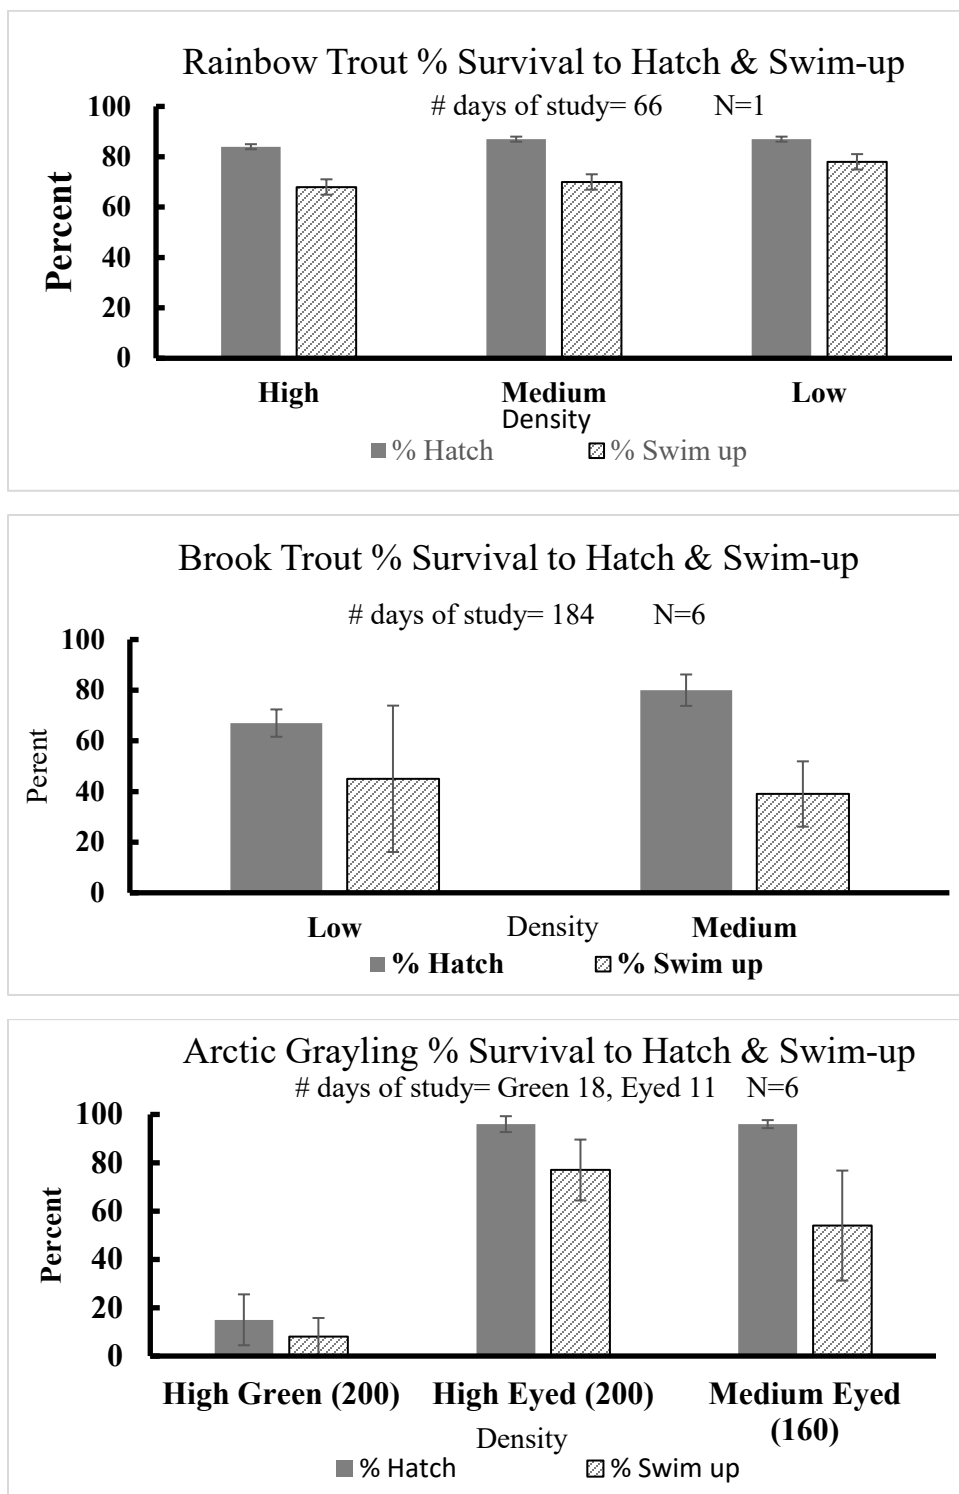 Rainbow Trout % Survival to Hatch & Swim-up
# days of study= 66 N=1
100
80
60
40
20
0
Percent
High Medium Low
Density
% Hatch % Swim up
Brook Trout % Survival to Hatch & Swim-up
# days of study= 184 N=6
100
80
60
40
20
0
Perent
Low Density Medium
% Hatch % Swim up
Arctic Grayling % Survival to Hatch & Swim-up
# days of study= Green 18, Eyed 11 N=6
100
80
60
40
20
0
Percent
High Green (200) High Eyed (200) Medium Eyed
(160)
Density
% Hatch % Swim up